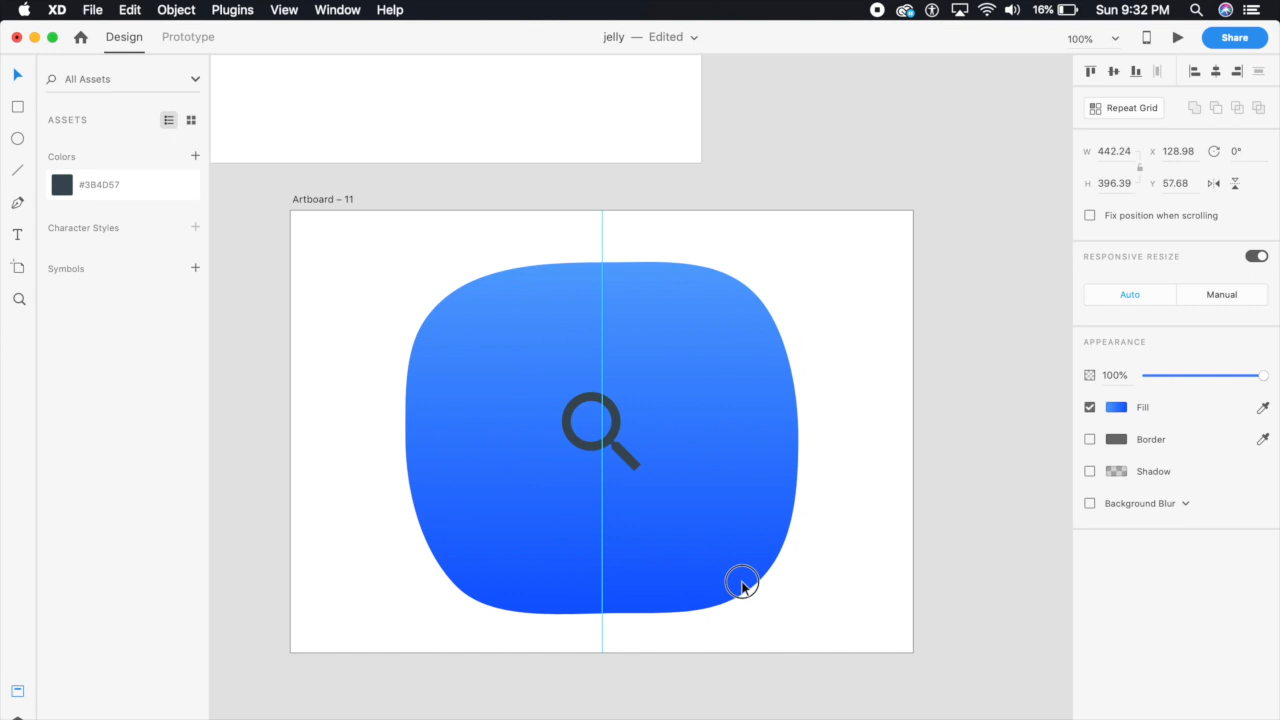 XD File Edit Object Plugins View Window Help 16% Sun 9:32 PM
Design Prototype jelly — Edited 100% Share
All Assets
ASSETS
Colors
#3B4D57
Character Styles
Symbols
Artboard – 11
Repeat Grid
W 442.24 X 128.98 0°
H 396.39 Y 57.68
Fix position when scrolling
RESPONSIVE RESIZE
Auto Manual
APPEARANCE
100%
Fill
Border
Shadow
Background Blur